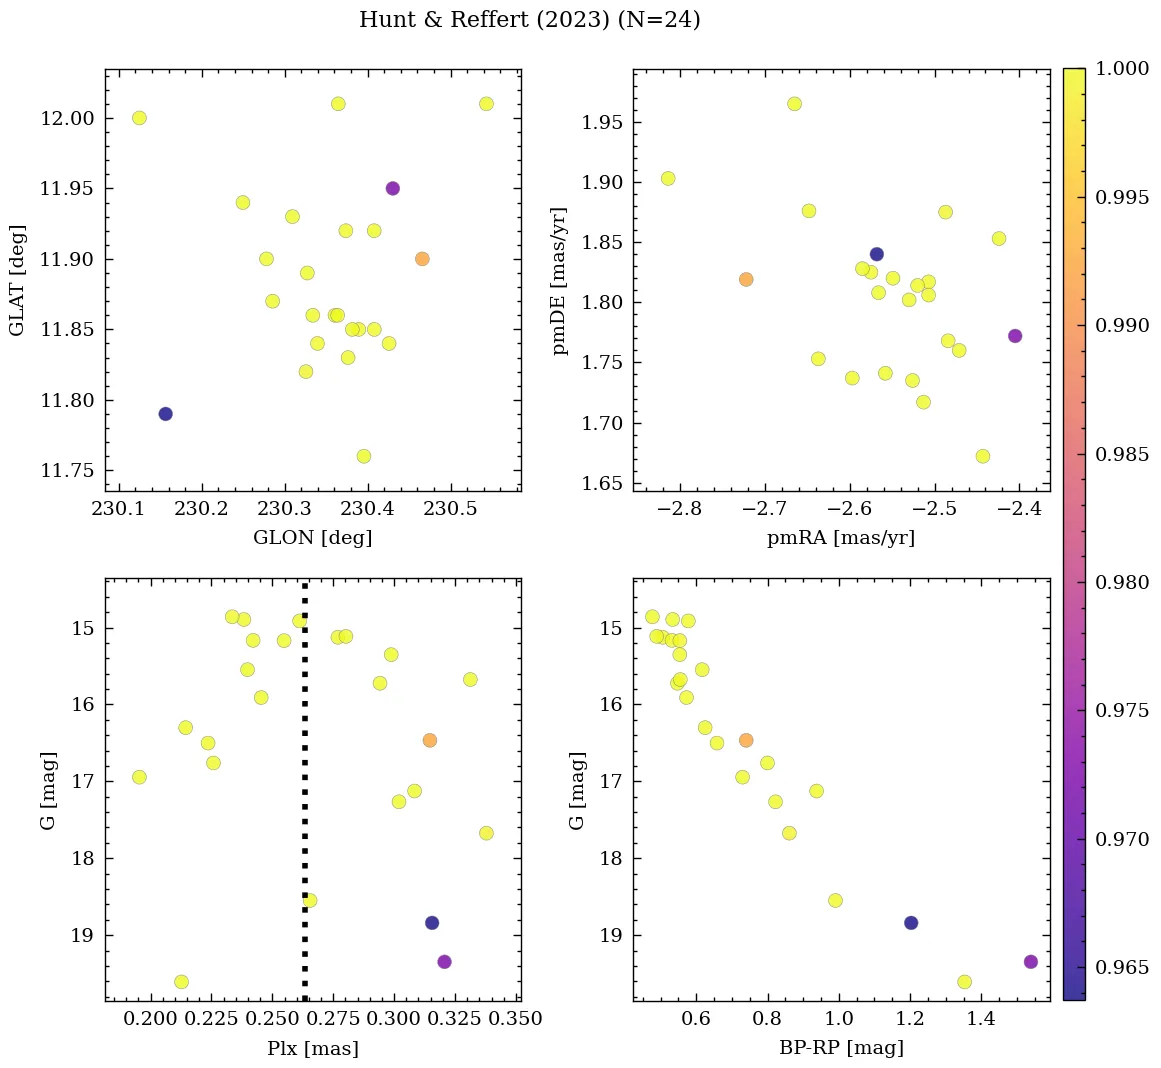 Hunt & Reffert (2023) (N=24)
12.00
11.95
11.90
11.85
11.80
11.75
GLAT [deg]
230.1 230.2 230.3 230.4 230.5
GLON [deg]
1.95
1.90
1.85
1.80
1.75
1.70
1.65
pmDE [mas/yr]
−2.8 −2.7 −2.6 −2.5 −2.4
pmRA [mas/yr]
15
16
17
18
19
G [mag]
0.200 0.225 0.250 0.275 0.300 0.325 0.350
Plx [mas]
15
16
17
18
19
G [mag]
0.6 0.8 1.0 1.2 1.4
BP-RP [mag]
1.000
0.995
0.990
0.985
0.980
0.975
0.970
0.965